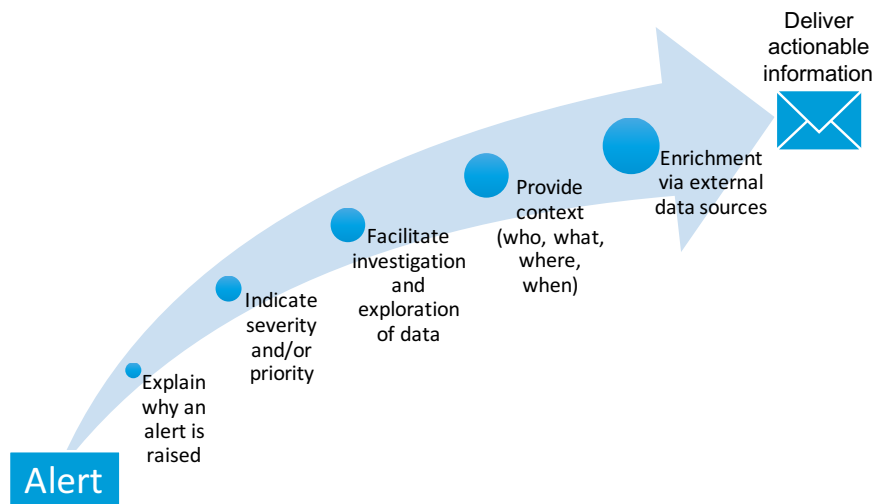 Deliver
actionable
information
Enrichment
via external
data sources
Provide
context
(who, what,
where,
when)
Facilitate
investigation
and
exploration
of data
Indicate
severity
and/or
priority
Explain
why an
alert is
raised
Alert